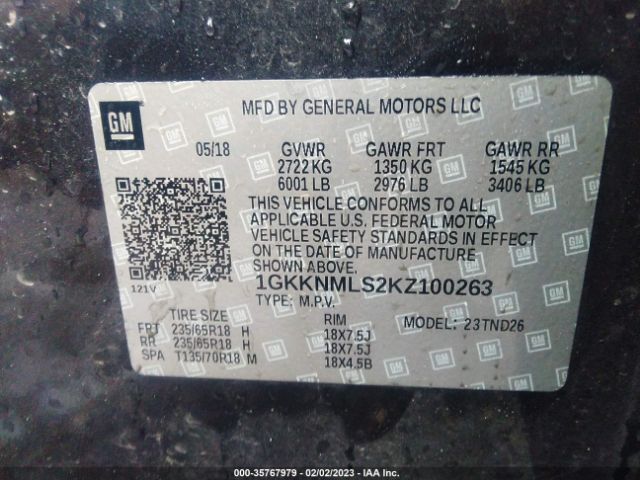 GM
MFD BY GENERAL MOTORS LLC
05/18 GVWR GAWR FRT GAWR RR
2722 KG 1350 KG 1545 KG
6001 LB 2976 LB 3406 LB
THIS VEHICLE CONFORMS TO ALL
APPLICABLE U.S. FEDERAL MOTOR
VEHICLE SAFETY STANDARDS IN EFFECT
ON THE DATE OF MANUFACTURE
SHOWN ABOVE.
121V
1GKKNMLS2KZ100263
TYPE: M.P.V.
TIRE SIZE RIM MODEL: 23TND26
FRT 235/65R18 H 18X7.5J
RR 235/65R18 H 18X7.5J
SPA T135/70R18 M 18X4.5B
000-35767979 - 02/02/2023 - IAA Inc.